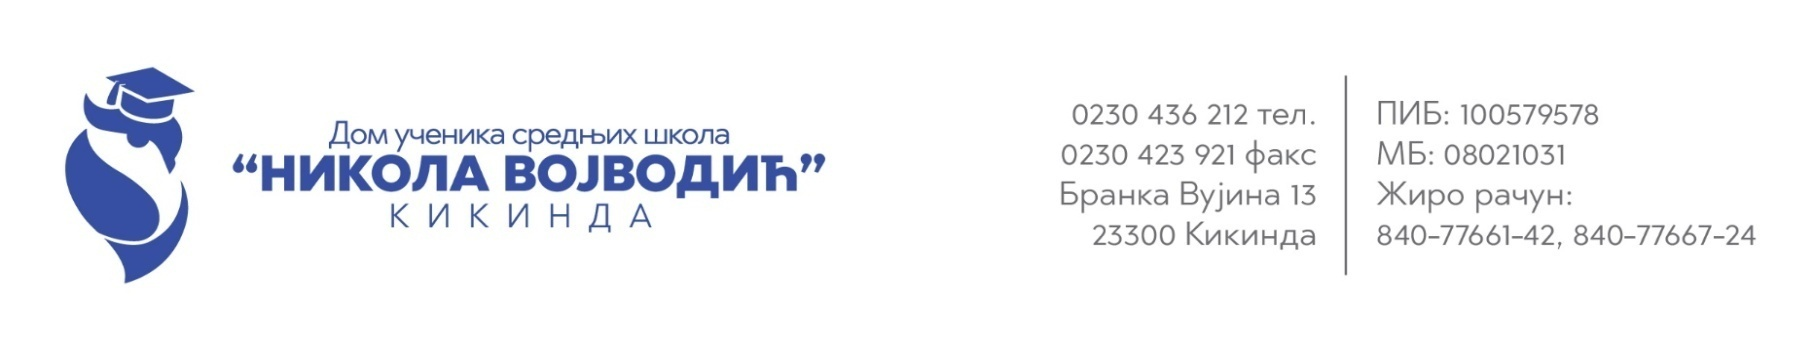 Дом ученика средњих школа
“НИКОЛА ВОЈВОДИЋ”
КИКИНДА
0230 436 212 тел.
0230 423 921 факс
Бранка Вујина 13
23300 Кикинда
ПИБ: 100579578
МБ: 08021031
Жиро рачун:
840-77661-42, 840-77667-24